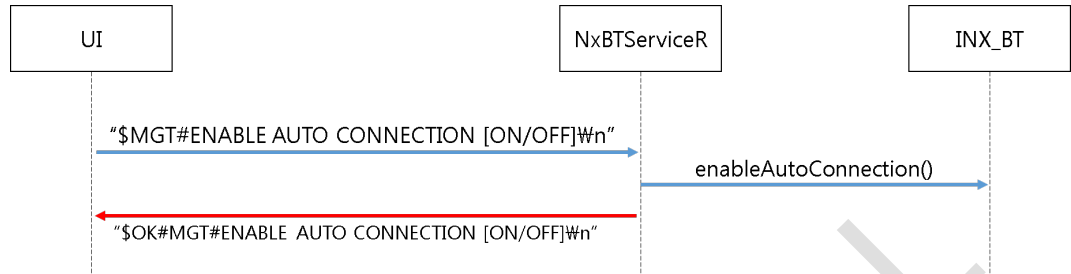 UI
NxBTServiceR
INX_BT
“$MGT#ENABLE AUTO CONNECTION [ON/OFF]₩n”
enableAutoConnection()
“$OK#MGT#ENABLE AUTO CONNECTION [ON/OFF]₩n”